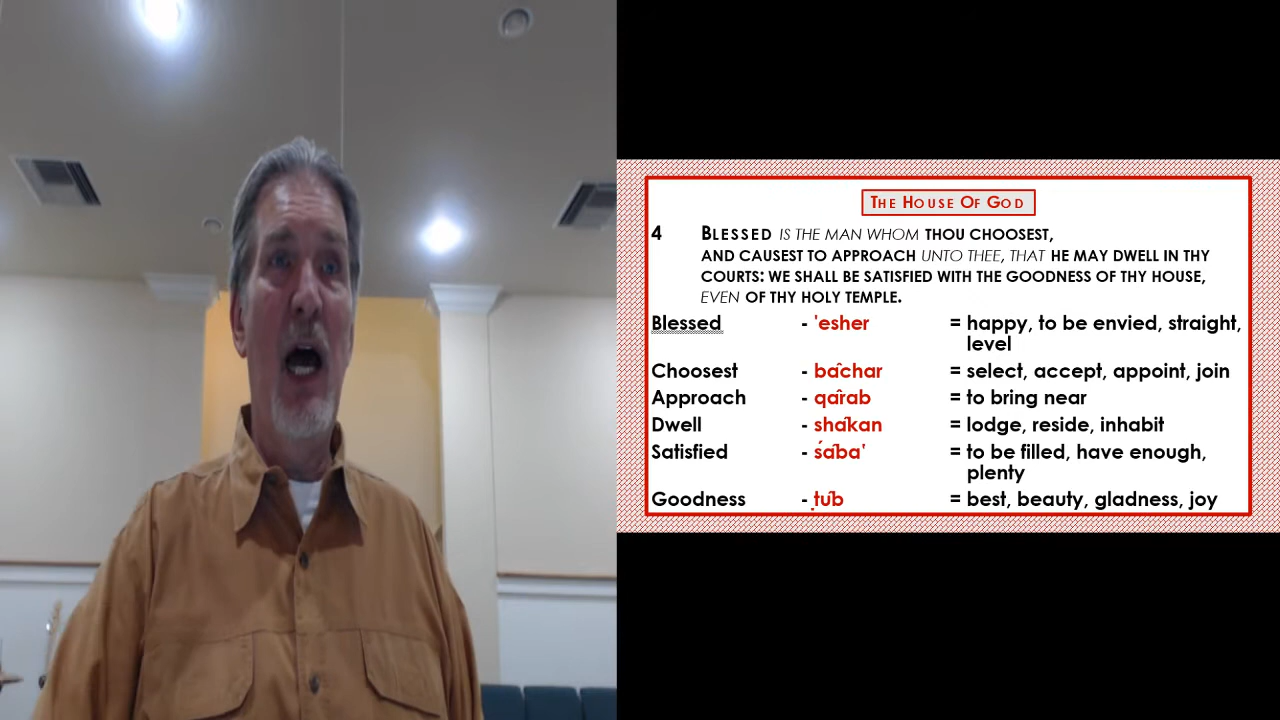 THE HOUSE OF GOD
4 BLESSED IS THE MAN WHOM THOU CHOOSEST,
AND CAUSEST TO APPROACH UNTO THEE, THAT HE MAY DWELL IN THY
COURTS: WE SHALL BE SATISFIED WITH THE GOODNESS OF THY HOUSE,
EVEN OF THY HOLY TEMPLE.
Blessed - 'esher = happy, to be envied, straight,
level
Choosest - bâchar = select, accept, appoint, join
Approach - qârab = to bring near
Dwell - shâkan = lodge, reside, inhabit
Satisfied - śâba' = to be filled, have enough,
plenty
Goodness - ṭûb = best, beauty, gladness, joy